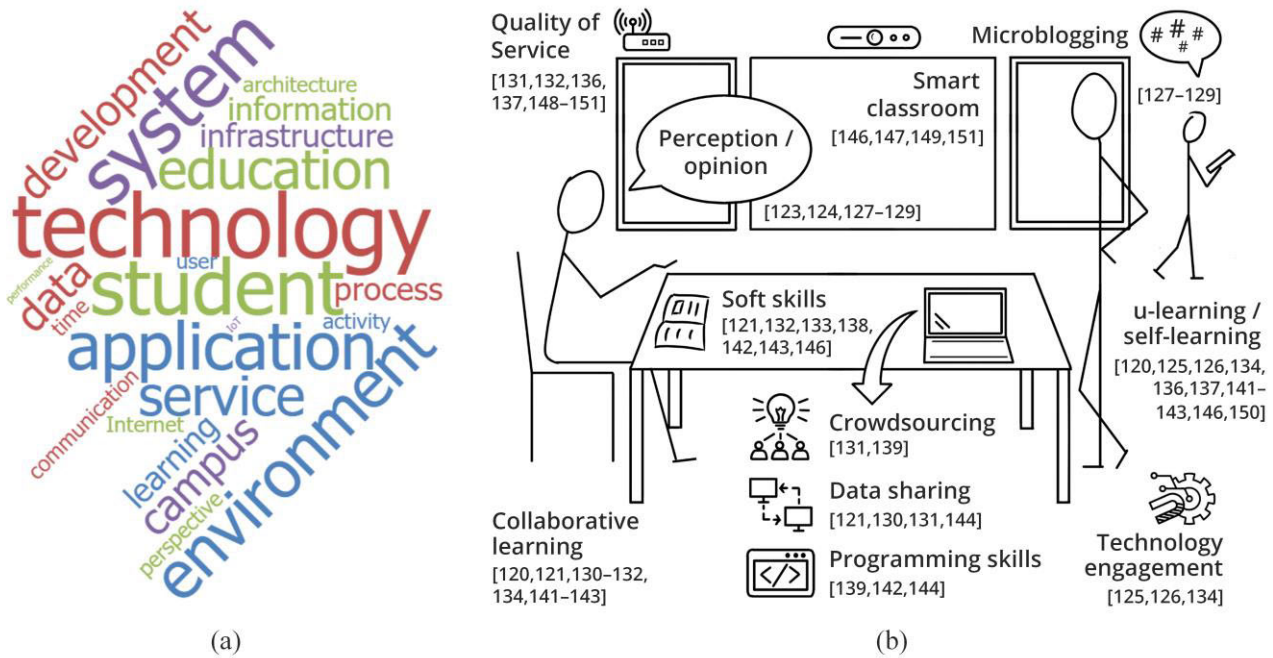 development
system
architecture
information
infrastructure
education
technology
performance
data
time
user
student
process
IoT
activity
application
service
communication
Internet
learning
campus
perspective
environment
(a)
Quality of
Service
[131,132,136,
137,148–151]
Perception /
opinion
[123,124,127–129]
Smart
classroom
[146,147,149,151]
Microblogging
# # #
#
[127–129]
Soft skills
[121,132,133,138,
142,143,146]
u-learning /
self-learning
[120,125,126,134,
136,137,141–
143,146,150]
Crowdsourcing
[131,139]
Data sharing
[121,130,131,144]
</>
Programming skills
[139,142,144]
Collaborative
learning
[120,121,130–132,
134,141–143]
Technology
engagement
[125,126,134]
(b)